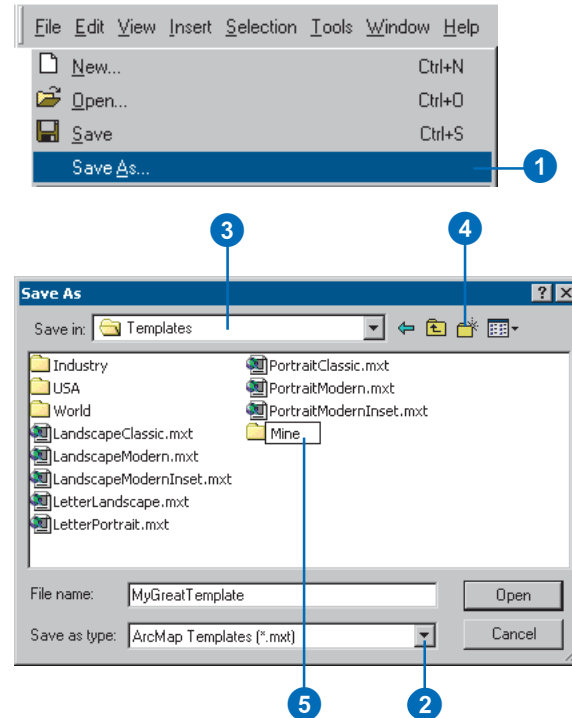 File Edit View Insert Selection Tools Window Help
New... Ctrl+N
Open... Ctrl+O
Save Ctrl+S
Save As...
1
3
4
Save As
Save in: Templates
Industry
USA
World
LandscapeClassic.mxt
LandscapeModern.mxt
LandscapeModernInset.mxt
LetterLandscape.mxt
LetterPortrait.mxt
PortraitClassic.mxt
PortraitModern.mxt
PortraitModernInset.mxt
Mine
File name: MyGreatTemplate Open
Save as type: ArcMap Templates (*.mxt) Cancel
5
2